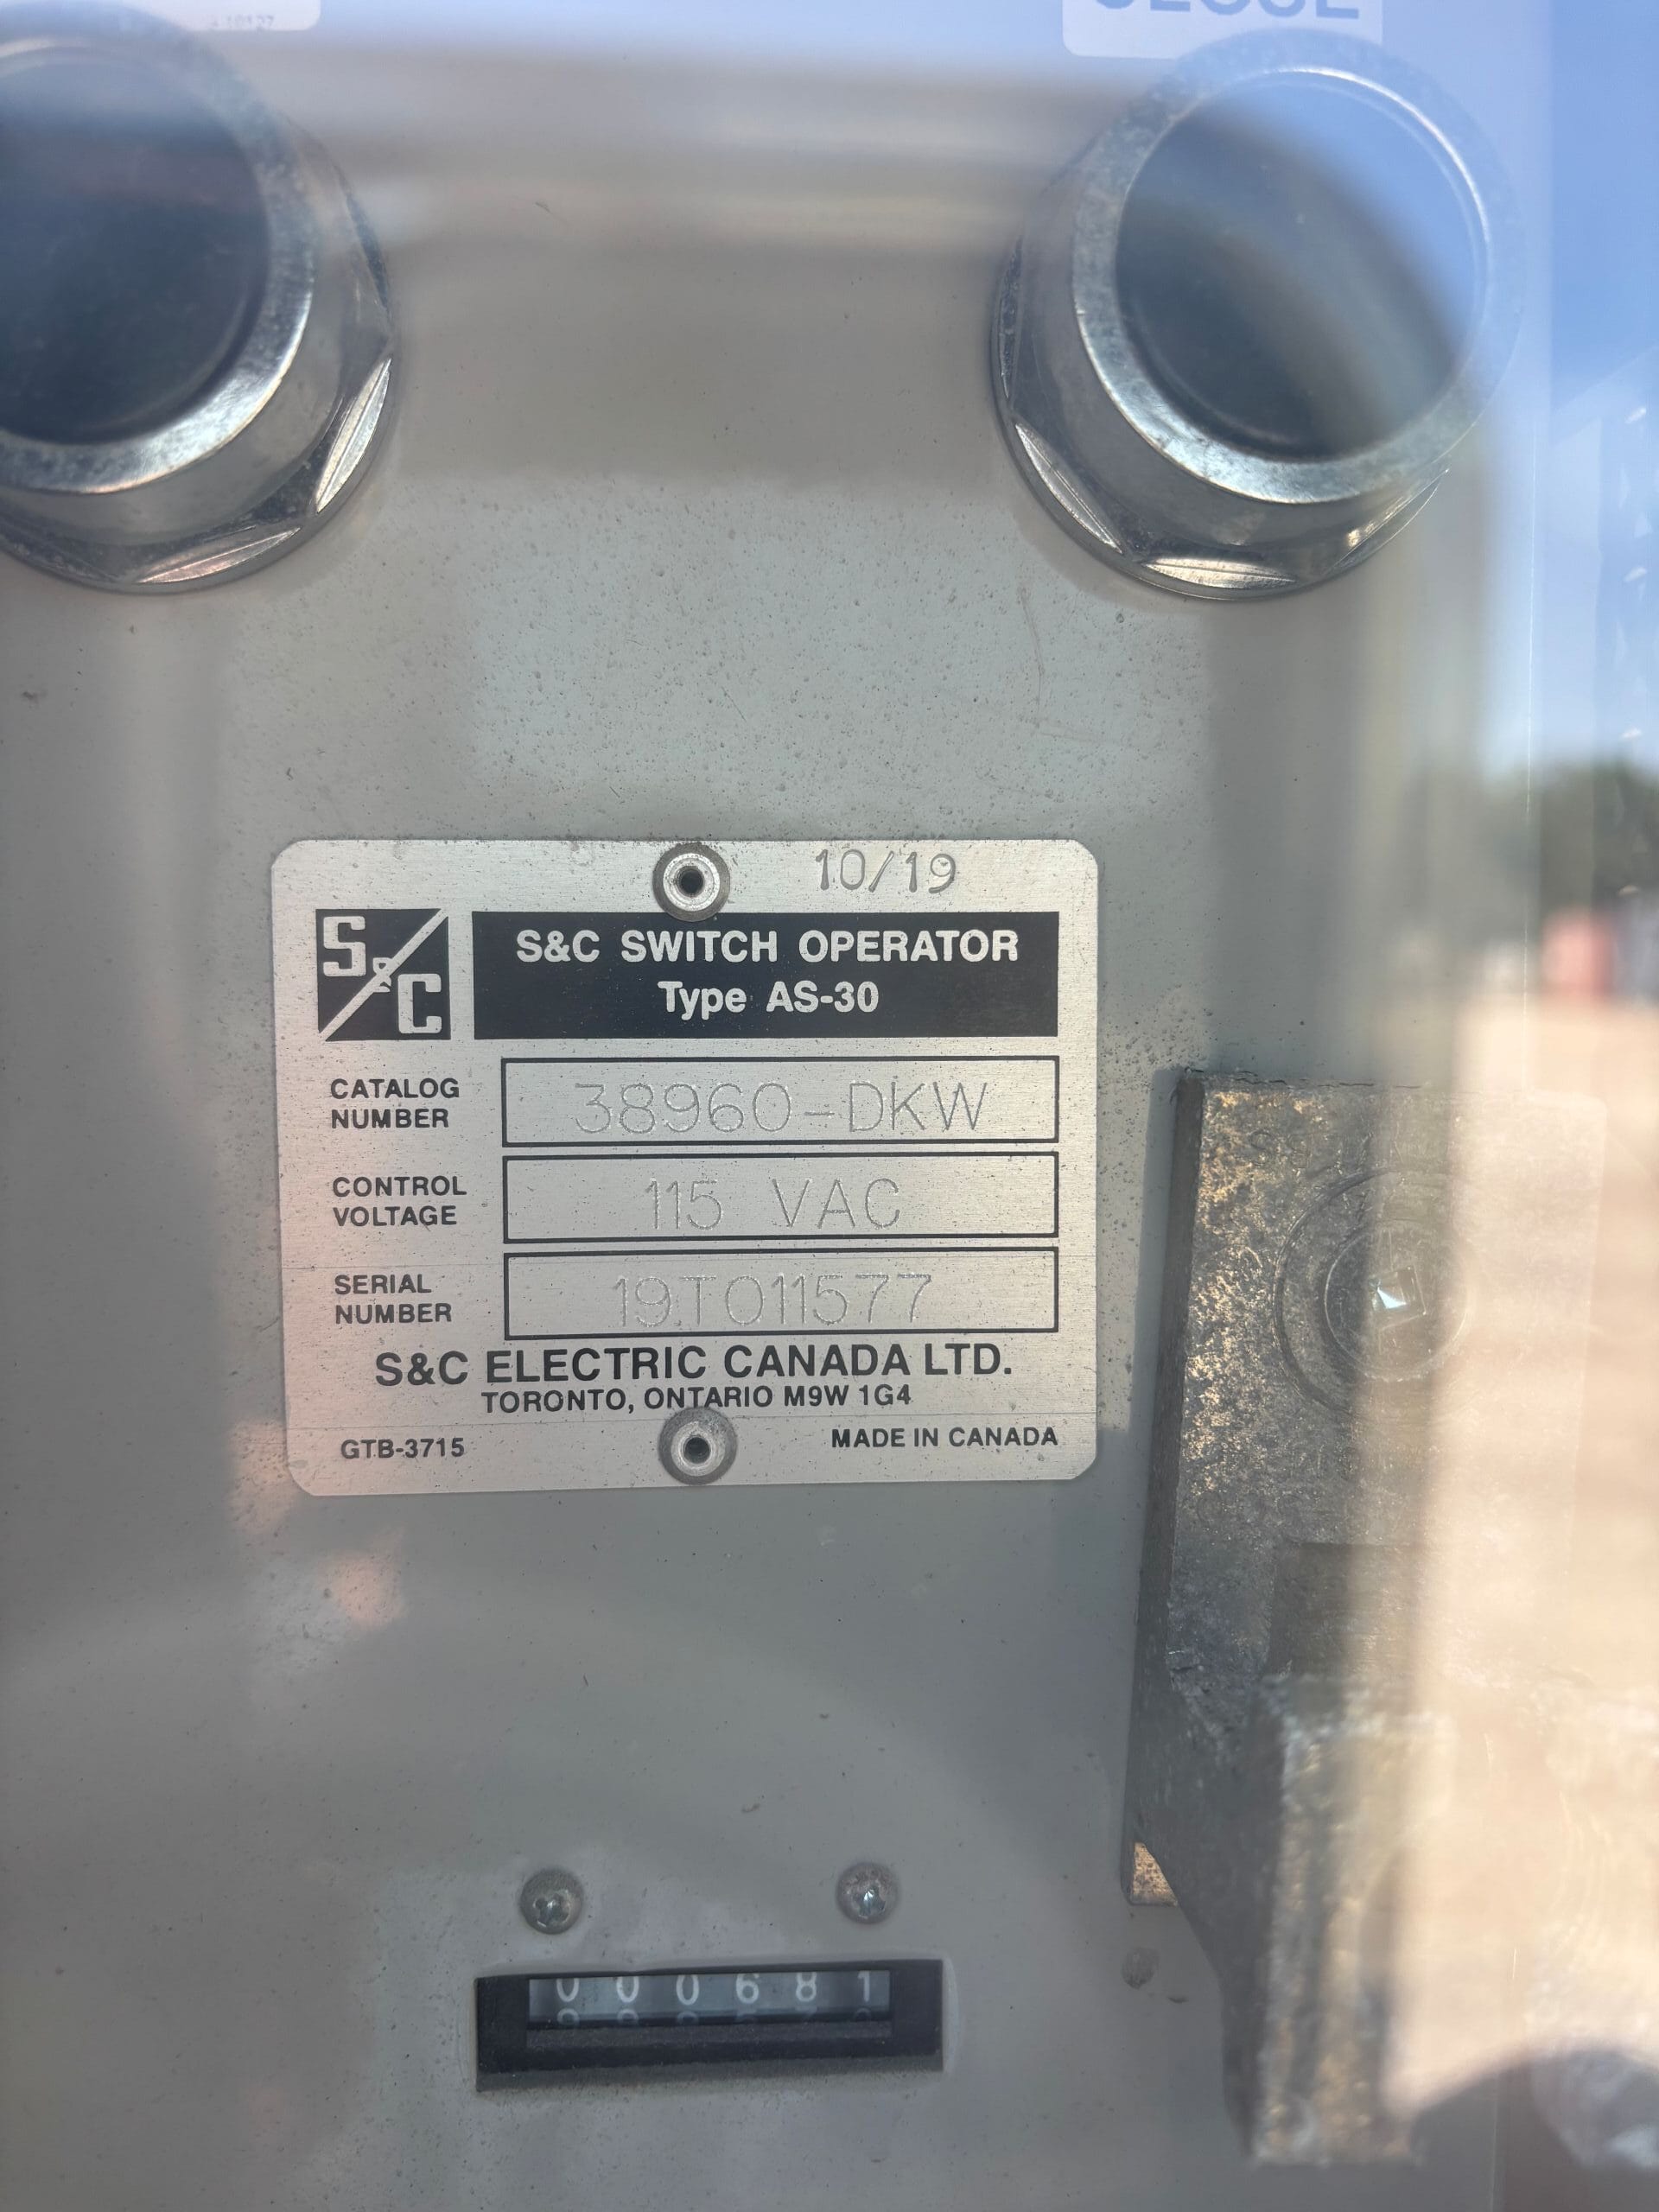 CLOSE
10/19
S&C
S&C SWITCH OPERATOR
Type AS-30
CATALOG
NUMBER
38960-DKW
CONTROL
VOLTAGE
115 VAC
SERIAL
NUMBER
19T011577
S&C ELECTRIC CANADA LTD.
TORONTO, ONTARIO M9W 1G4
GTB-3715
MADE IN CANADA
000681